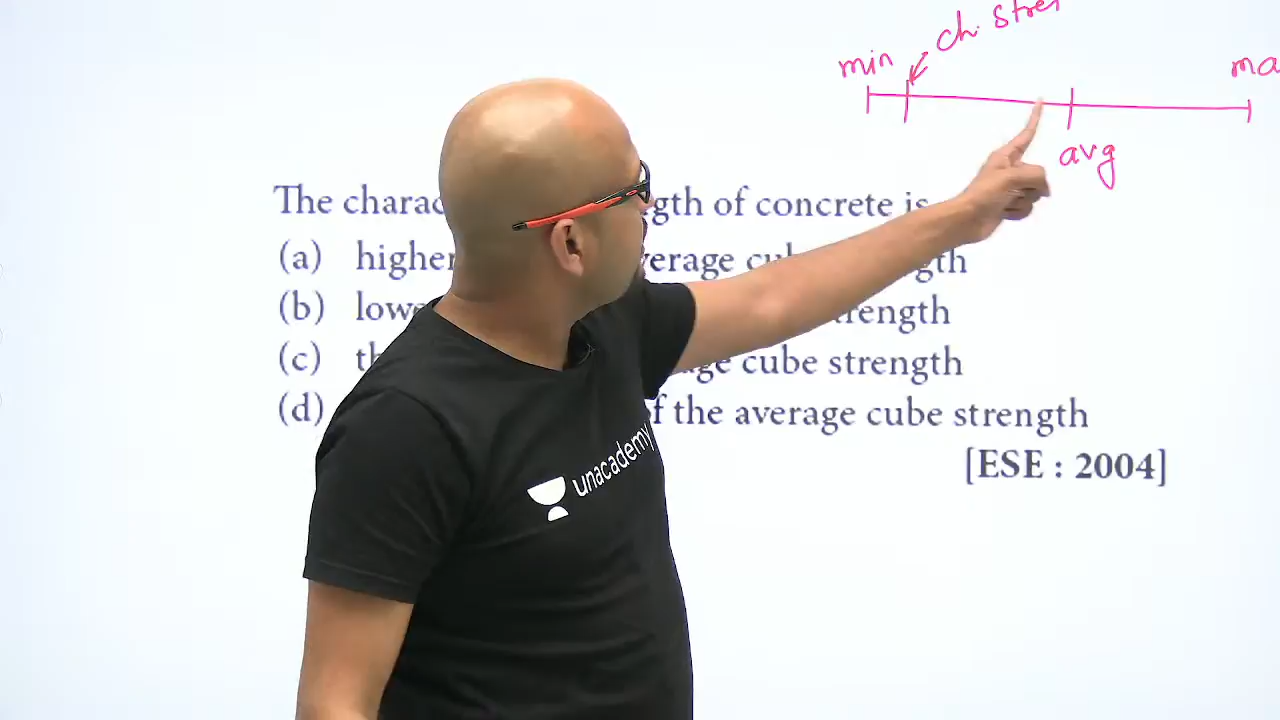 ch. stre
min
ma
avg
The charac gth of concrete is
(a) higher verage cu gth
(b) lowe trength
(c) th age cube strength
(d) f the average cube strength
[ESE : 2004]
unacademy